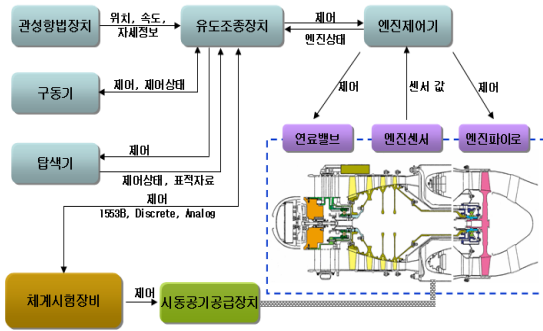 관성항법장치
위치, 속도,
자세정보
유도조종장치
제어
엔진상태
엔진제어기
구동기
제어, 제어상태
제어
센서 값
제어
연료밸브
엔진센서
엔진파이로
탐색기
제어
제어상태, 표적자료
제어
1553B, Discrete, Analog
체계시험장비
제어
시동공기공급장치